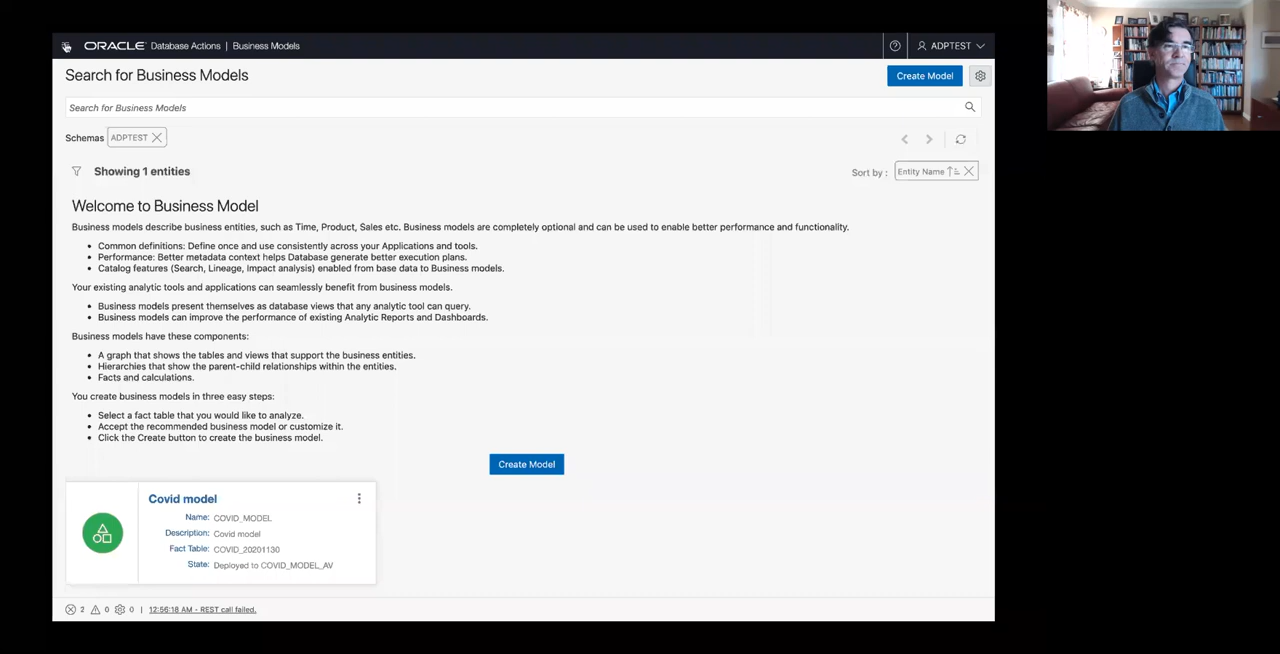 ORACLE Database Actions | Business Models
ADPTEST
Search for Business Models
Create Model
Search for Business Models
Schemas ADPTEST
Showing 1 entities
Sort by : Entity Name
Welcome to Business Model
Business models describe business entities, such as Time, Product, Sales etc. Business models are completely optional and can be used to enable better performance and functionality.
• Common definitions: Define once and use consistently across your Applications and tools.
• Performance: Better metadata context helps Database generate better execution plans.
• Catalog features (Search, Lineage, Impact analysis) enabled from base data to Business models.
Your existing analytic tools and applications can seamlessly benefit from business models.
• Business models present themselves as database views that any analytic tool can query.
• Business models can improve the performance of existing Analytic Reports and Dashboards.
Business models have these components:
• A graph that shows the tables and views that support the business entities.
• Hierarchies that show the parent-child relationships within the entities.
• Facts and calculations.
You create business models in three easy steps:
• Select a fact table that you would like to analyze.
• Accept the recommended business model or customize it.
• Click the Create button to create the business model.
Create Model
Covid model
Name: COVID_MODEL
Description: Covid model
Fact Table: COVID_20201130
State: Deployed to COVID_MODEL_AV
2 0 0 | 12:56:18 AM - REST call failed.